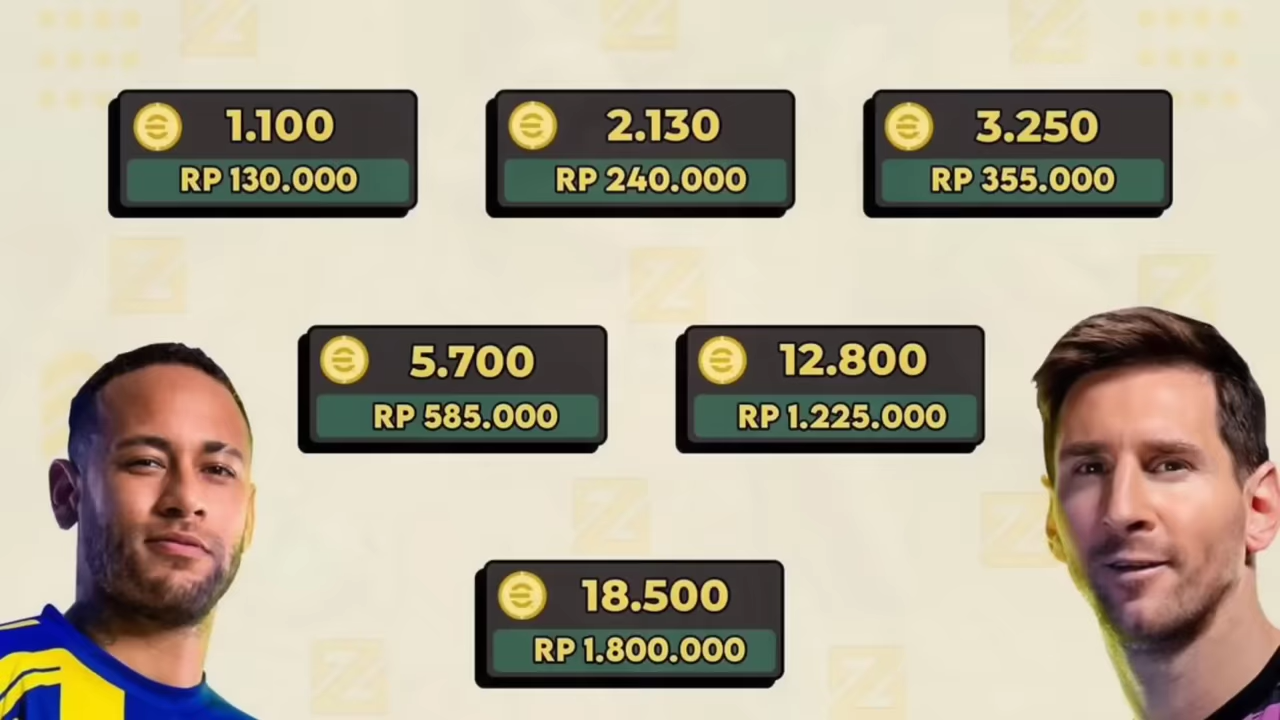 1.100
RP 130.000
2.130
RP 240.000
3.250
RP 355.000
5.700
RP 585.000
12.800
RP 1.225.000
18.500
RP 1.800.000